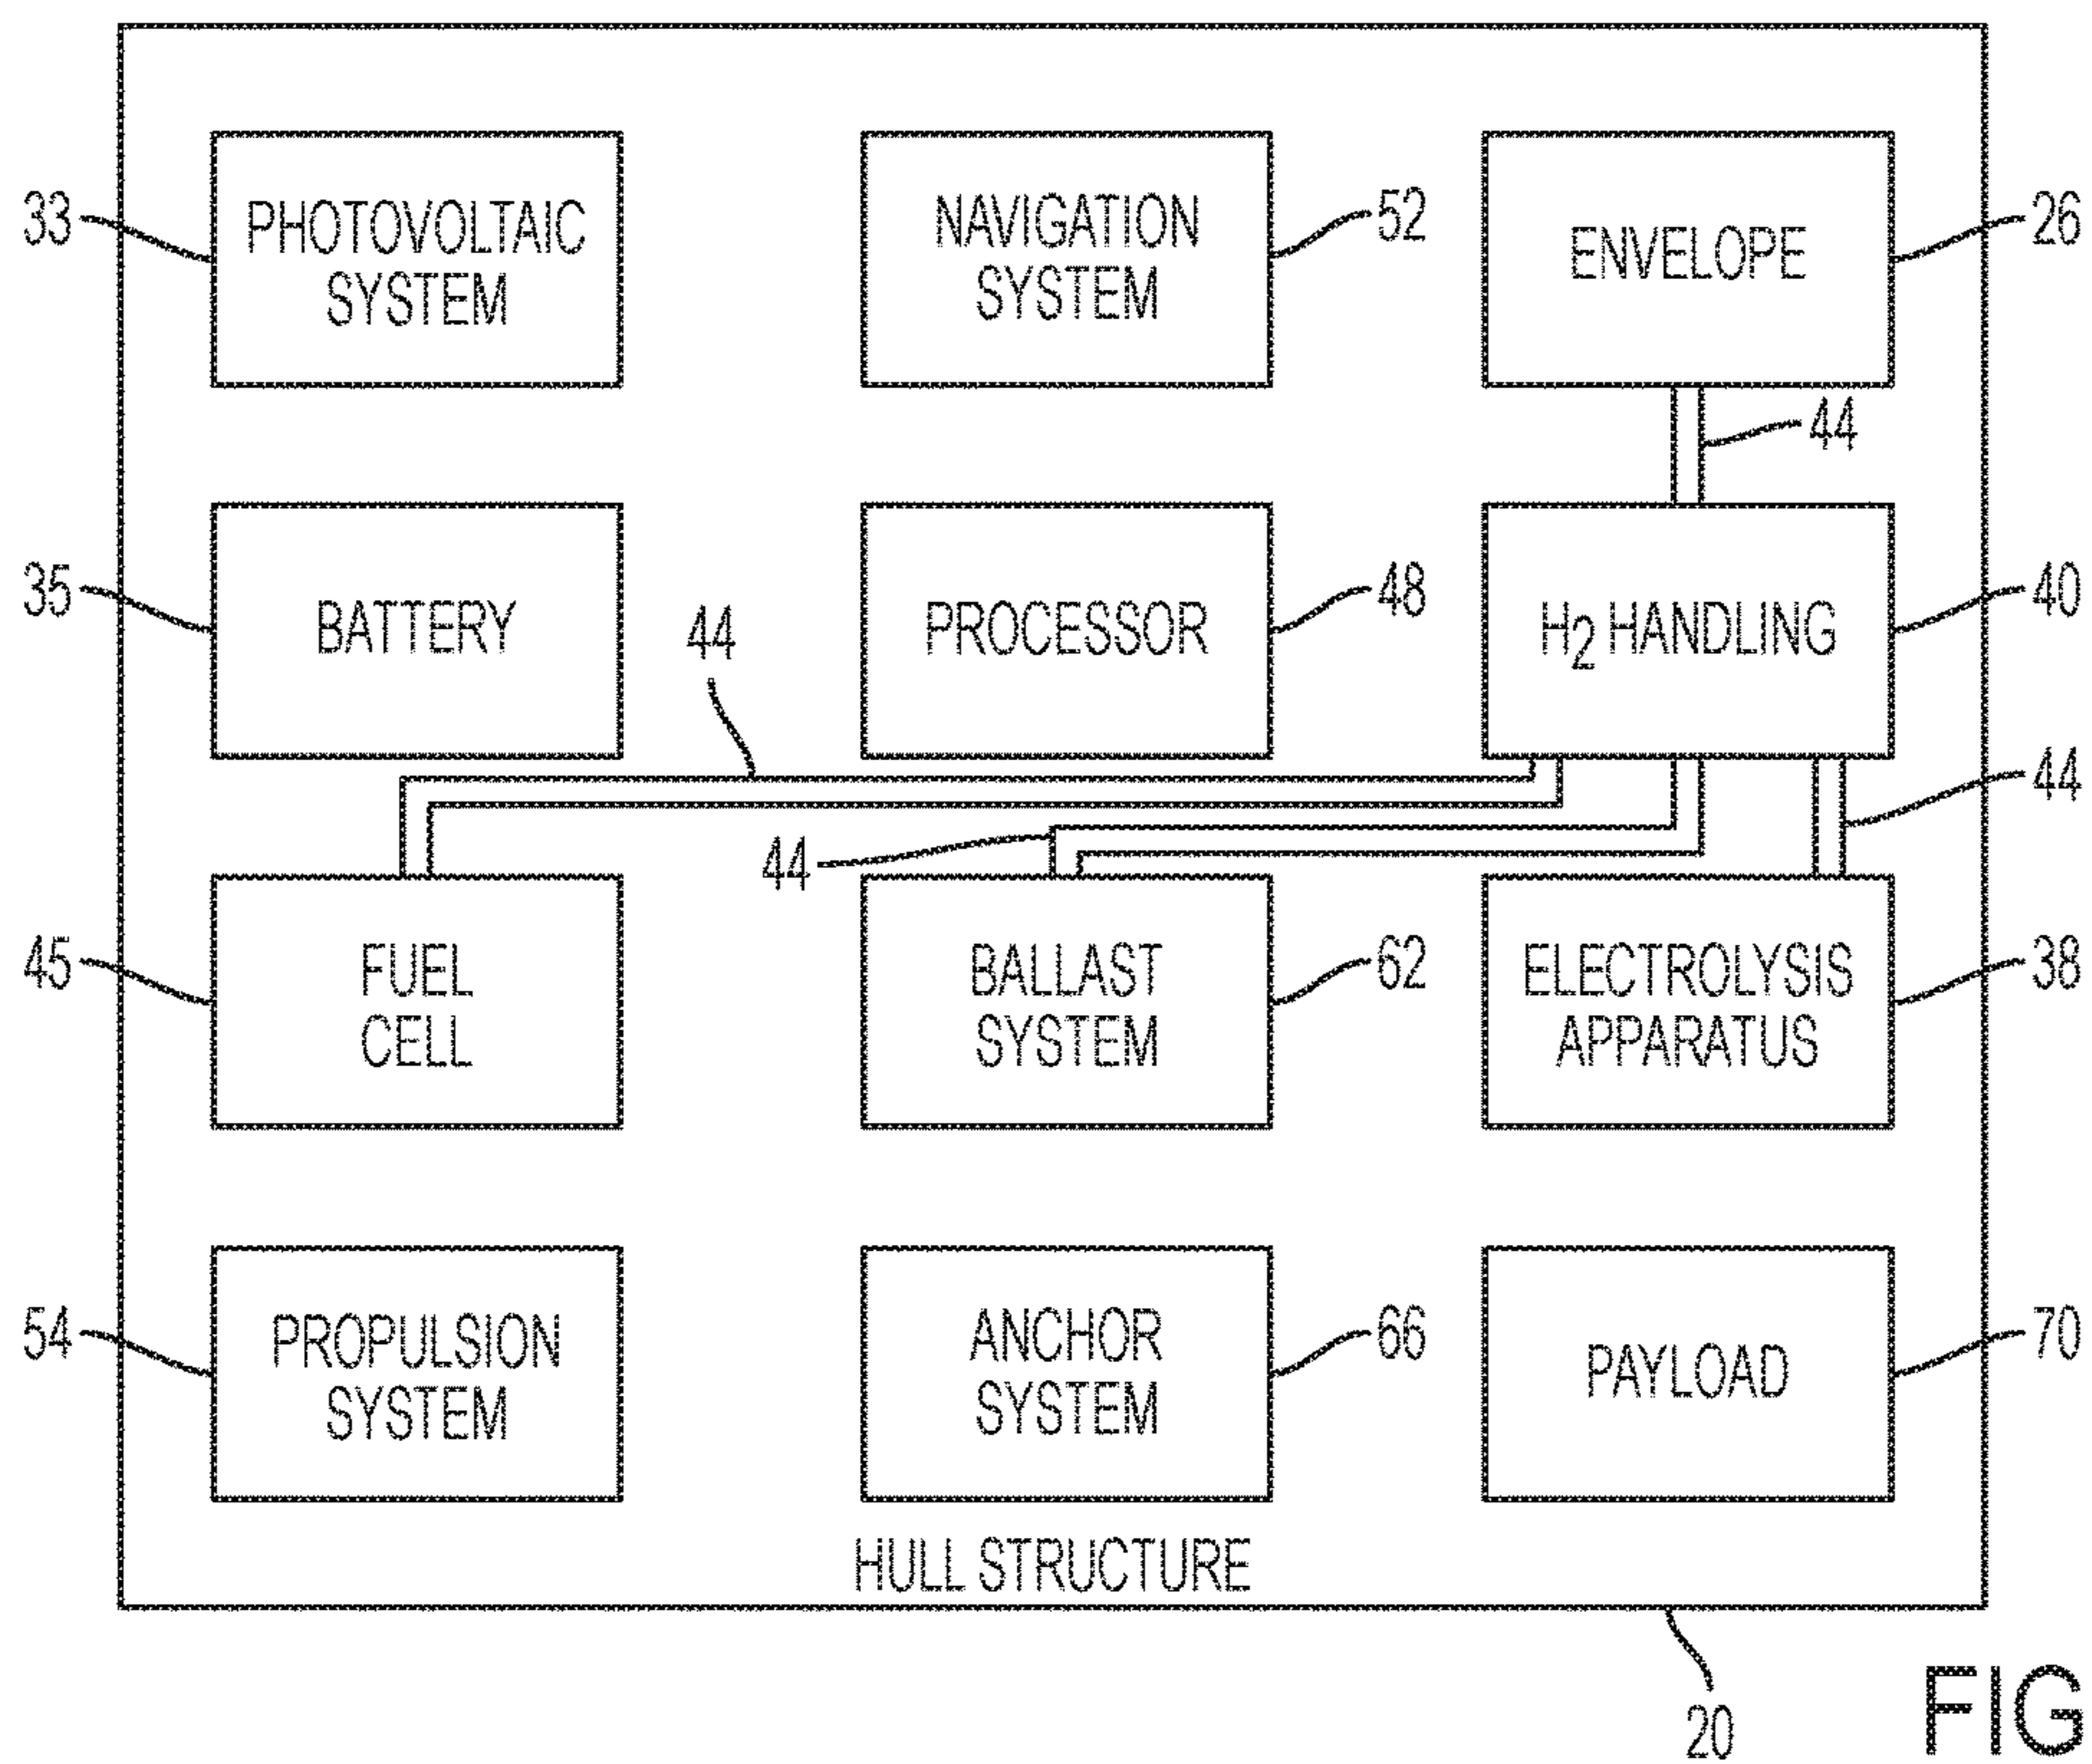 33
PHOTOVOLTAIC
SYSTEM
NAVIGATION
SYSTEM
52
ENVELOPE
26
44
35
BATTERY
PROCESSOR
48
H2 HANDLING
40
44
44
44
45
FUEL
CELL
BALLAST
SYSTEM
62
ELECTROLYSIS
APPARATUS
38
54
PROPULSION
SYSTEM
ANCHOR
SYSTEM
66
PAYLOAD
70
HULL STRUCTURE
20
FIG